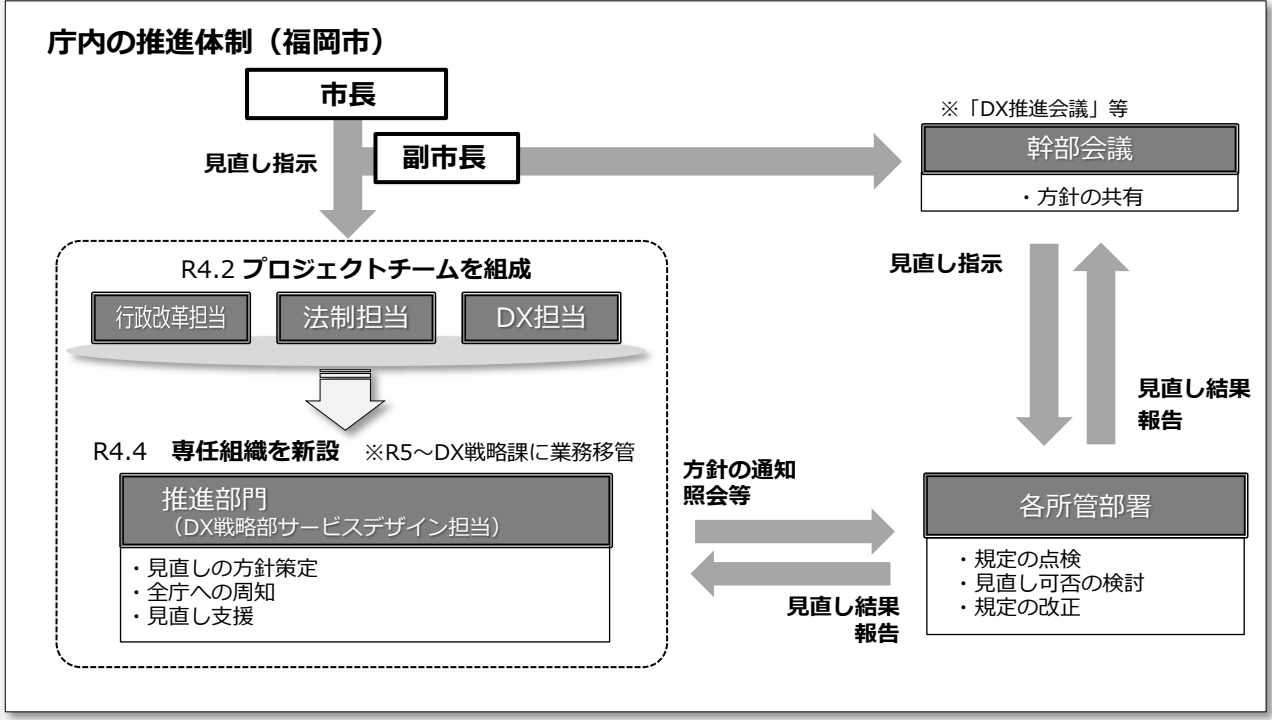 庁内の推進体制（福岡市）
市長
副市長
見直し指示
※「DX推進会議」等
幹部会議
・方針の共有
R4.2 プロジェクトチームを組成
行政改革担当
法制担当
DX担当
見直し指示
見直し結果
報告
R4.4 専任組織を新設 ※R5～DX戦略課に業務移管
推進部門
（DX戦略部サービスデザイン担当）
・見直しの方針策定
・全庁への周知
・見直し支援
方針の通知
照会等
見直し結果
報告
各所管部署
・規定の点検
・見直し可否の検討
・規定の改正